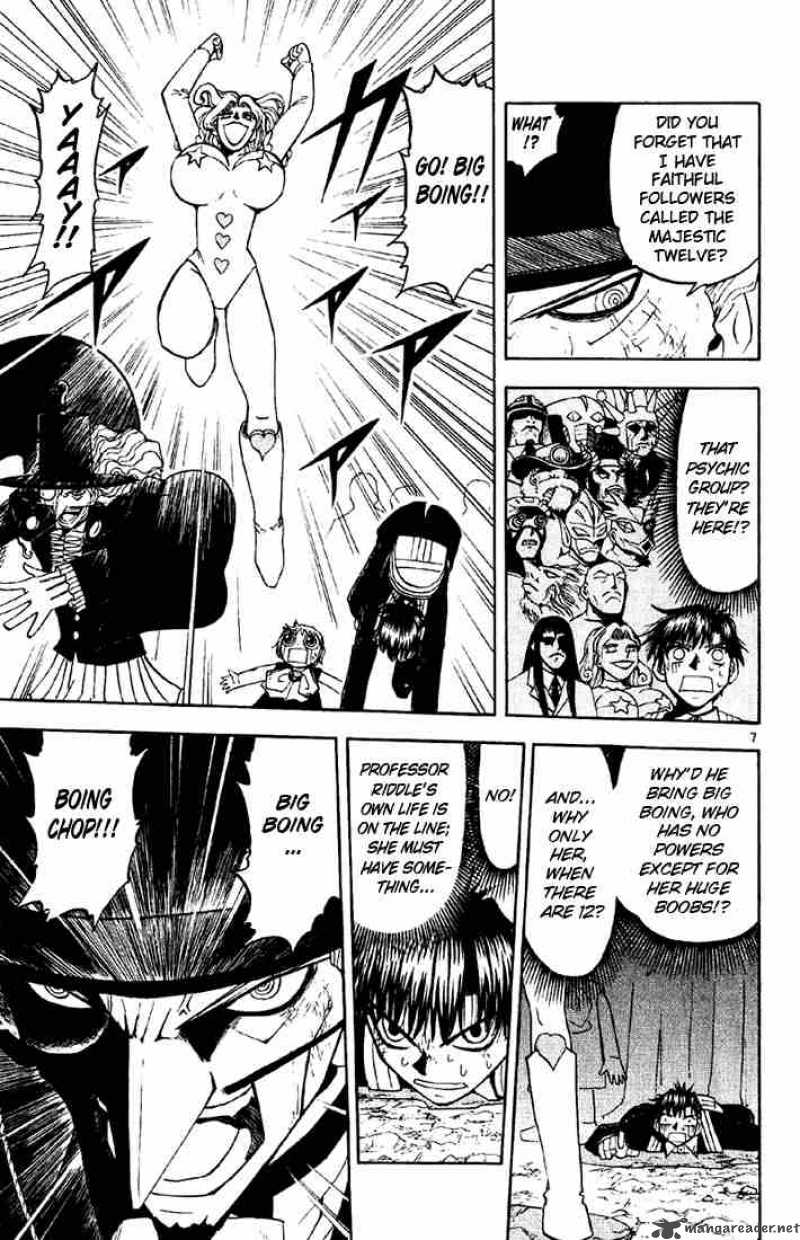 WHAT!?
DID YOU
FORGET THAT
I HAVE
FAITHFUL
FOLLOWERS
CALLED THE
MAJESTIC
TWELVE?
THAT
PSYCHIC
GROUP?
THEY'RE
HERE!?
GO! BIG
BOING!!
YAAAY!!
7
WHY'D HE
BRING BIG
BOING, WHO
HAS NO
POWERS
EXCEPT FOR
HER HUGE
BOOBS!?
AND...
WHY
ONLY
HER,
WHEN
THERE
ARE 12?
NO!
PROFESSOR
RIDDLE'S
OWN LIFE IS
ON THE LINE;
SHE MUST
HAVE SOME-
THING...
BIG
BOING
...
BOING
CHOP!!!
mangareader.net